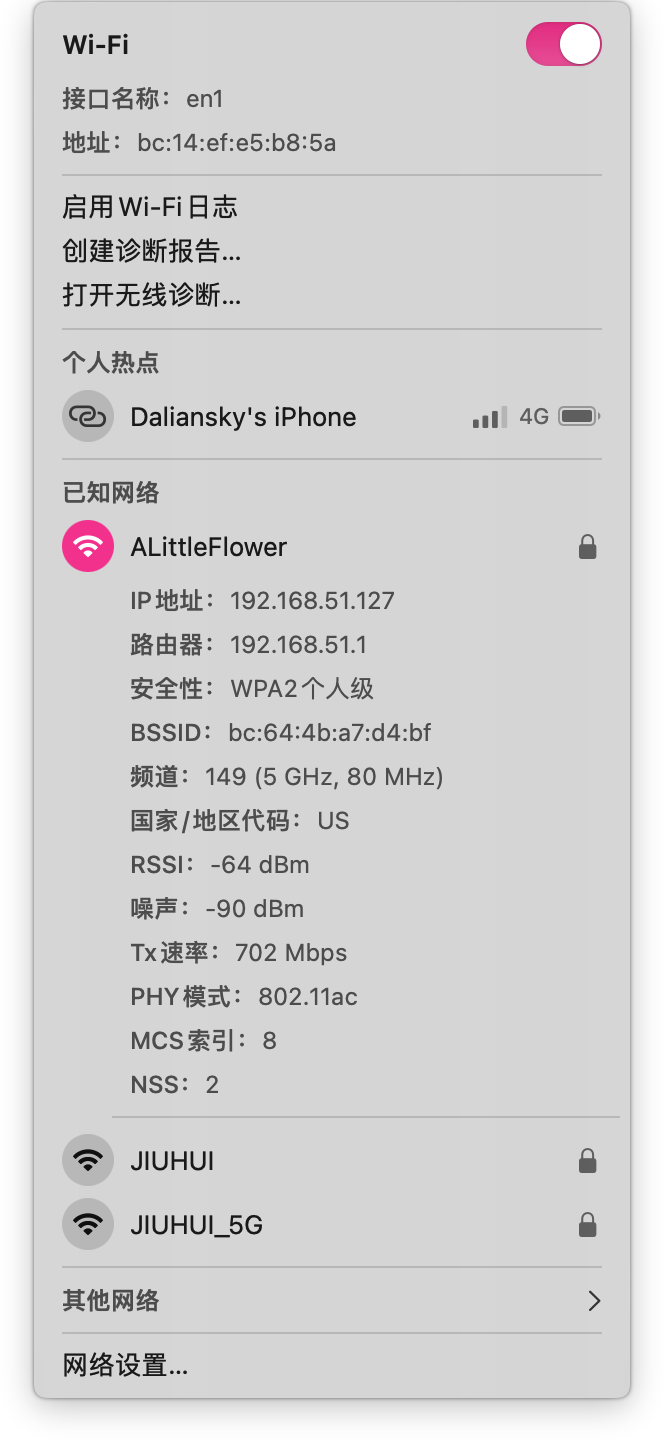 Wi-Fi
接口名称： en1
地址： bc:14:ef:e5:b8:5a
启用Wi-Fi日志
创建诊断报告...
打开无线诊断...
个人热点
Daliansky's iPhone 4G
已知网络
ALittleFlower
IP地址： 192.168.51.127
路由器： 192.168.51.1
安全性： WPA2个人级
BSSID： bc:64:4b:a7:d4:bf
频道： 149 (5 GHz, 80 MHz)
国家/地区代码： US
RSSI： -64 dBm
噪声： -90 dBm
Tx速率： 702 Mbps
PHY模式： 802.11ac
MCS索引： 8
NSS： 2
JIUHUI
JIUHUI_5G
其他网络
网络设置...